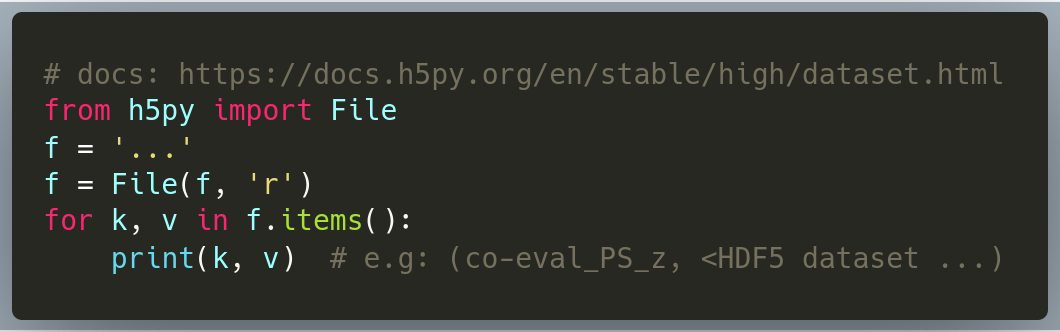 # docs: https://docs.h5py.org/en/stable/high/dataset.html
from h5py import File
f = '...'
f = File(f, 'r')
for k, v in f.items():
    print(k, v)  # e.g: (co-eval_PS_z, <HDF5 dataset ...)